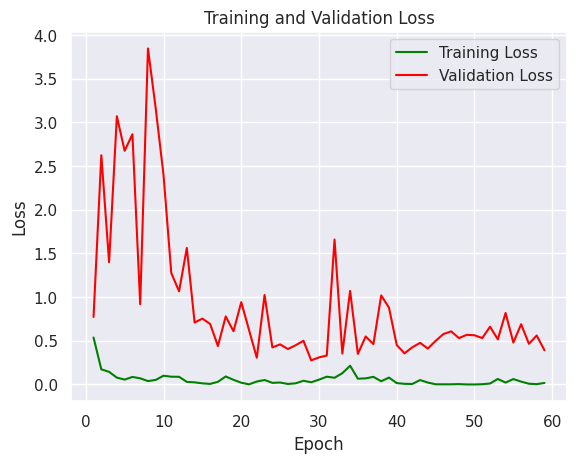 Training and Validation Loss
Training Loss
Validation Loss
4.0
3.5
3.0
2.5
2.0
1.5
1.0
0.5
0.0
Loss
0 10 20 30 40 50 60
Epoch